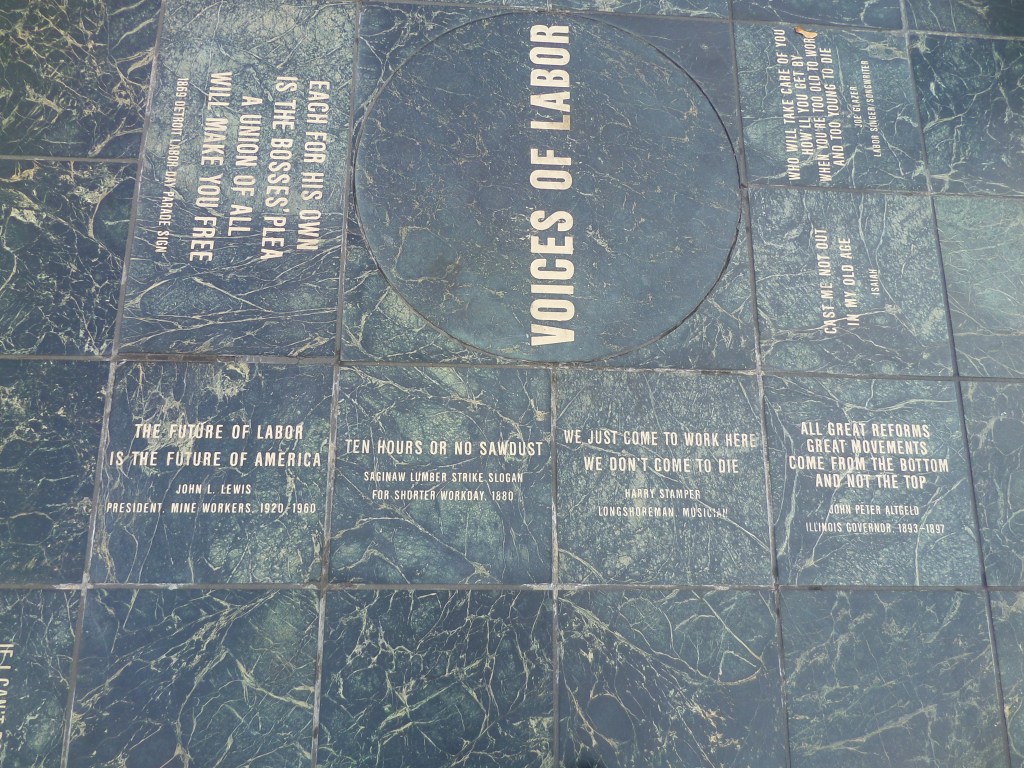 VOICES OF LABOR
EACH FOR HIS OWN
IS THE BOSSES' PLEA
A UNION OF ALL
WILL MAKE YOU FREE
DETROIT LABOR DAY PARADE SIGN
WHO WILL TAKE CARE OF YOU
HOW'LL YOU GET BY
WHEN YOU'RE TOO OLD TO WORK
AND TOO YOUNG TO DIE
JOE GLAZER
LABOR SINGER/SONGWRITER
CAST ME NOT OUT
IN MY OLD AGE
ISAIAH
THE FUTURE OF LABOR
IS THE FUTURE OF AMERICA
JOHN L. LEWIS
PRESIDENT, MINE WORKERS, 1920-1960
TEN HOURS OR NO SAWDUST
SAGINAW LUMBER STRIKE SLOGAN
FOR SHORTER WORKDAY, 1880
WE JUST COME TO WORK HERE
WE DON'T COME TO DIE
HARRY STAMPER
LONGSHOREMAN, MUSICIAN
ALL GREAT REFORMS
GREAT MOVEMENTS
COME FROM THE BOTTOM
AND NOT THE TOP
JOHN PETER ALTGELD
ILLINOIS GOVERNOR, 1893-1897
IF I CAN'T